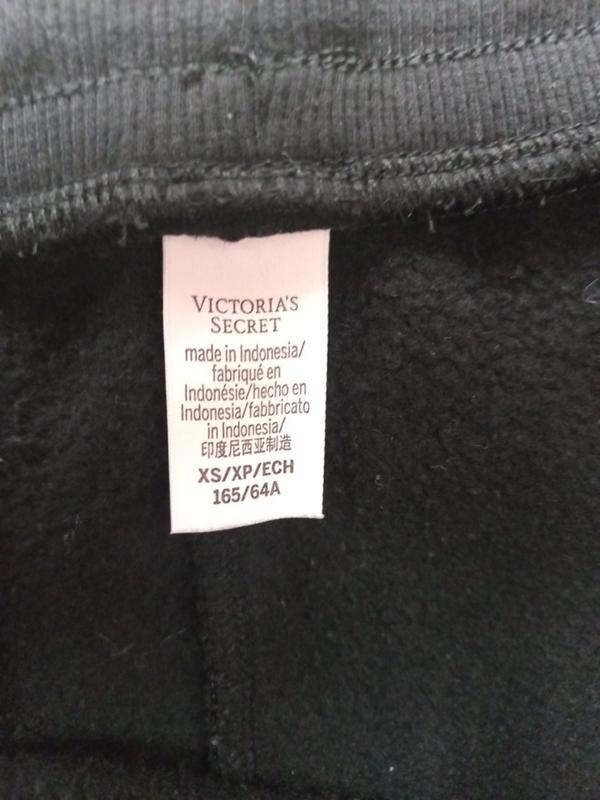 VICTORIA'S
SECRET
made in Indonesia/
fabriqué en
Indonésie/hecho en
Indonesia/fabbricato
in Indonesia/
印度尼西亚制造
XS/XP/ECH
165/64A